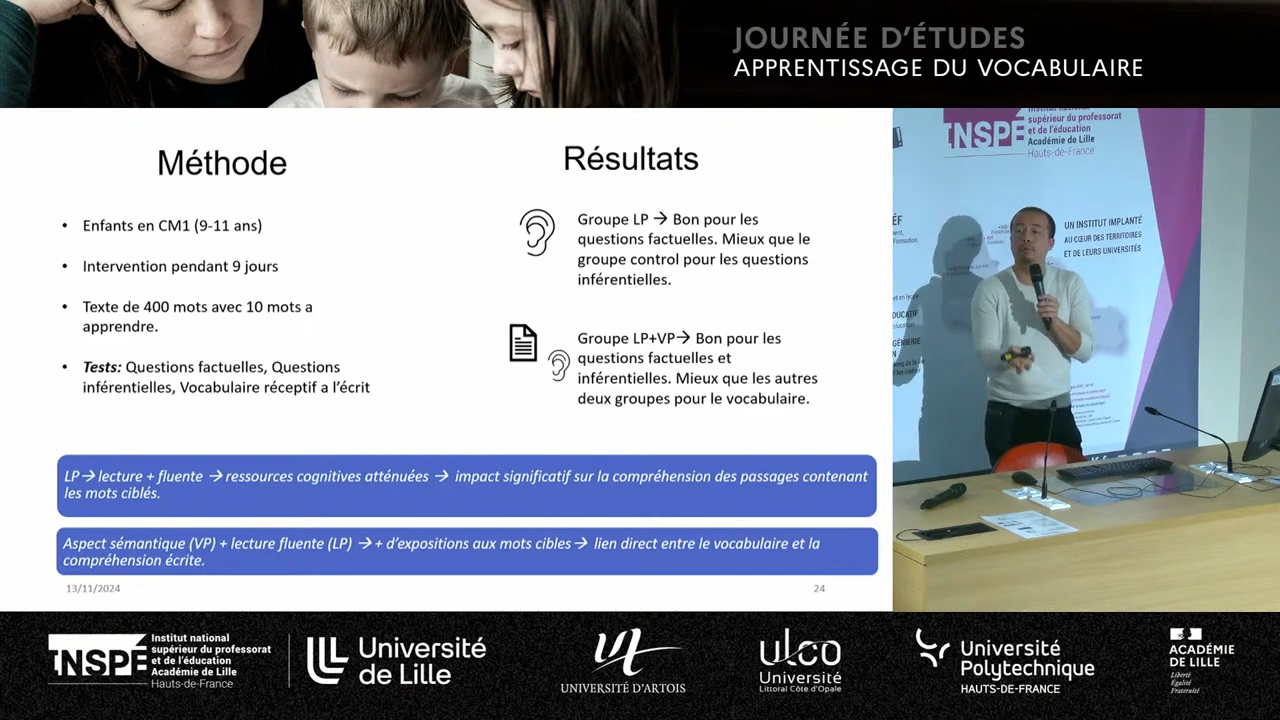 JOURNÉE D'ÉTUDES
APPRENTISSAGE DU VOCABULAIRE
Méthode
• Enfants en CM1 (9-11 ans)
• Intervention pendant 9 jours
• Texte de 400 mots avec 10 mots a
apprendre.
• Tests: Questions factuelles, Questions
inférentielles, Vocabulaire réceptif a l'écrit
Résultats
Groupe LP → Bon pour les
questions factuelles. Mieux que le
groupe control pour les questions
inférentielles.
Groupe LP+VP→ Bon pour les
questions factuelles et
inférentielles. Mieux que les autres
deux groupes pour le vocabulaire.
LP→lecture + fluente →ressources cognitives atténuées → impact significatif sur la compréhension des passages contenant
les mots ciblés.
Aspect sémantique (VP) + lecture fluente (LP) →+ d'expositions aux mots cibles→ lien direct entre le vocabulaire et la
compréhension écrite.
13/11/2024
24
INSPÉ
Institut national
supérieur du professorat
et de l'éducation
Académie de Lille
Hauts-de-France
UN INSTITUT IMPLANTÉ
AU CŒUR DES TERRITOIRES
ET DE LEURS UNIVERSITÉS
INSPÉ
Institut national
supérieur du professorat
et de l'éducation
Académie de Lille
Hauts-de-France
Université
de Lille
UNIVERSITÉ D'ARTOIS
ulco
Université
Littoral Côte d'Opale
Université
Polytechnique
HAUTS-DE-FRANCE
ACADÉMIE
DE LILLE
Liberté
Égalité
Fraternité